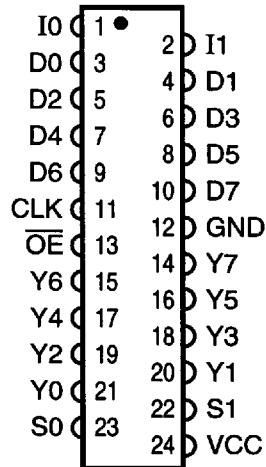 I0 1
2 I1
D0 3
4 D1
D2 5
6 D3
D4 7
8 D5
D6 9
10 D7
CLK 11
12 GND
O̅E̅ 13
14 Y7
Y6 15
16 Y5
Y4 17
18 Y3
Y2 19
20 Y1
Y0 21
22 S1
S0 23
24 VCC